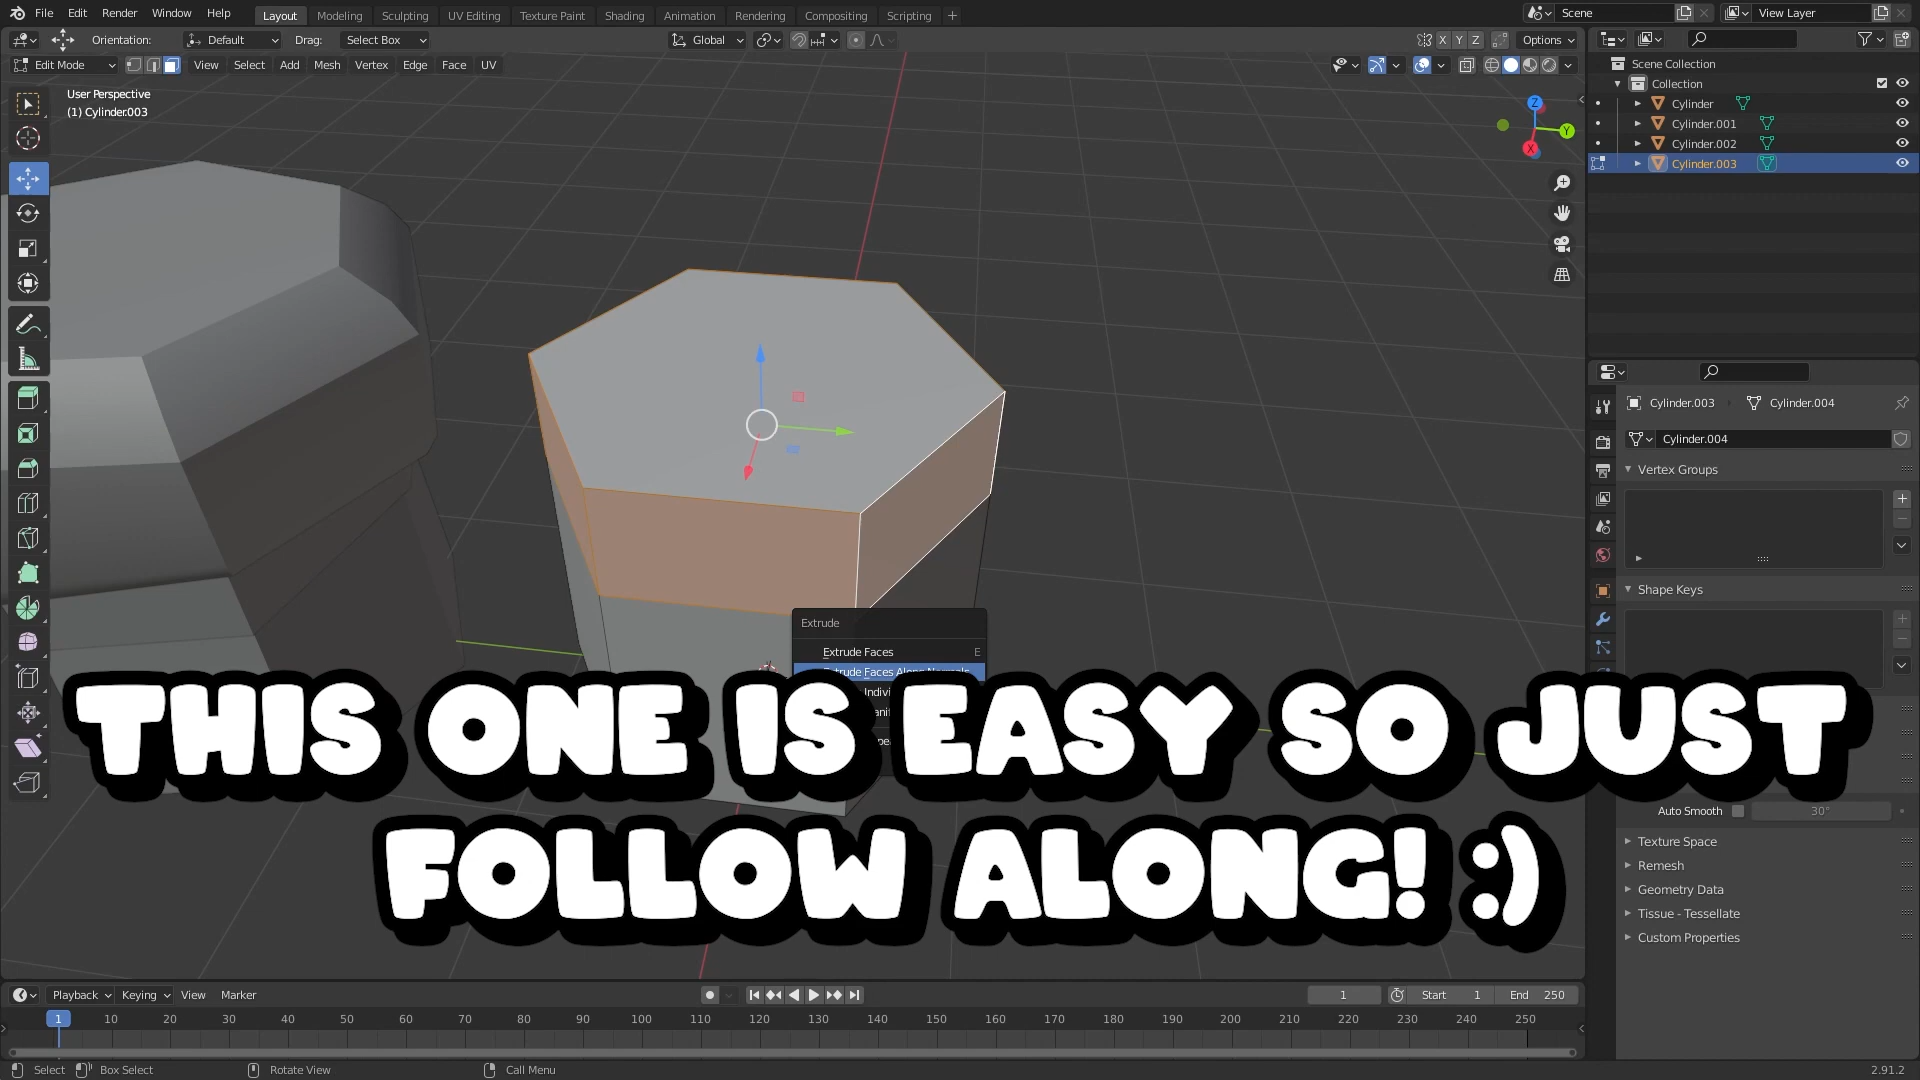 File Edit Render Window Help
Layout Modeling Sculpting UV Editing Texture Paint Shading Animation Rendering Compositing Scripting +
Scene
View Layer
Orientation: Default Drag: Select Box
Global
X Y Z
Options
Edit Mode View Select Add Mesh Vertex Edge Face UV
User Perspective
(1) Cylinder.003
Z
Y
X
Scene Collection
Collection
Cylinder
Cylinder.001
Cylinder.002
Cylinder.003
Cylinder.003 Cylinder.004
Cylinder.004
Vertex Groups
Shape Keys
Extrude
Extrude Faces E
Extrude Faces Along Normals
THIS ONE IS EASY SO JUST
FOLLOW ALONG! :)
Auto Smooth 30°
Texture Space
Remesh
Geometry Data
Tissue - Tessellate
Custom Properties
Playback Keying View Marker
1 Start 1 End 250
1 10 20 30 40 50 60 70 80 90 100 110 120 130 140 150 160 170 180 190 200 210 220 230 240 250
Select Box Select Rotate View Call Menu
2.91.2